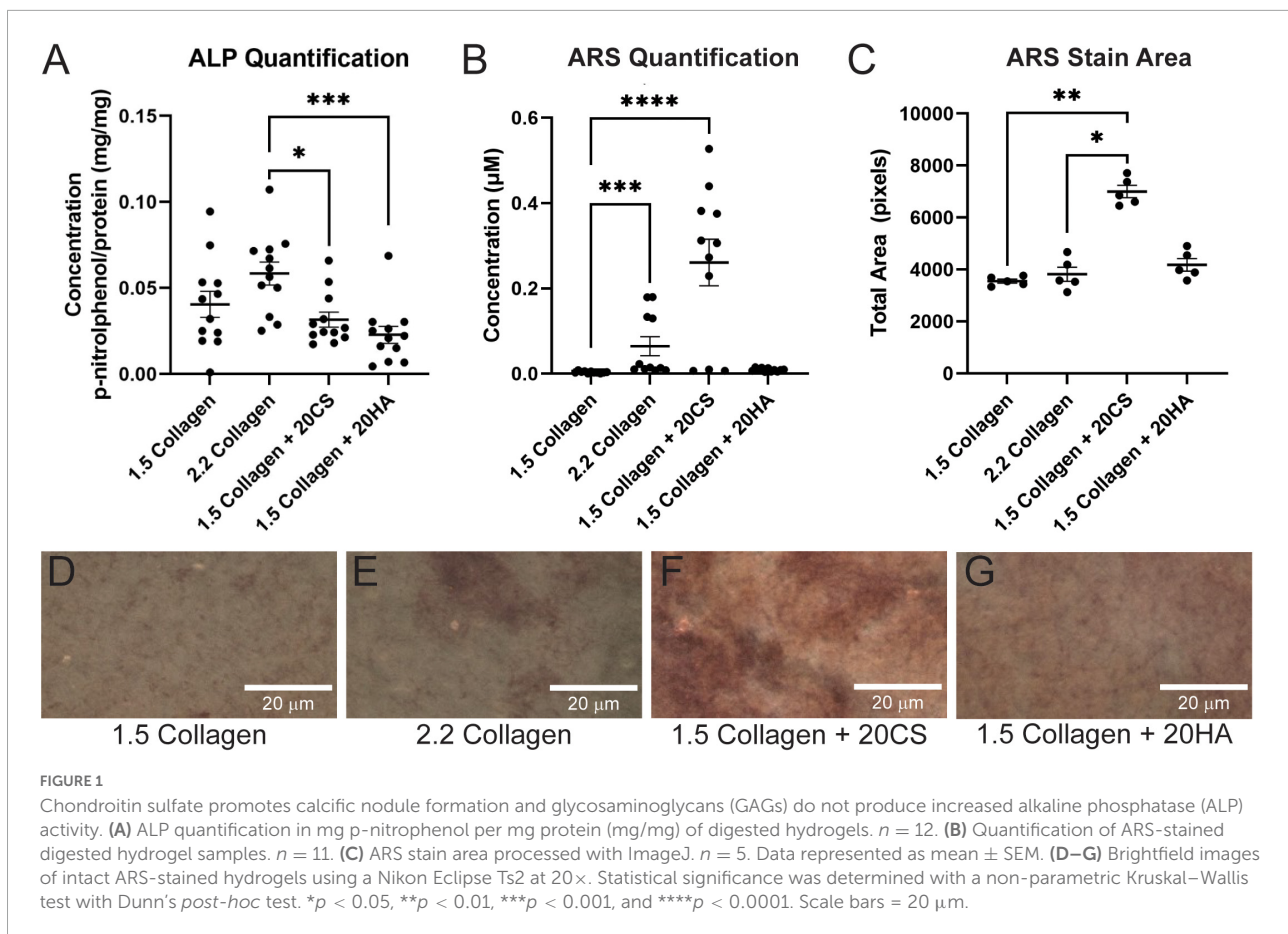 A
ALP Quantification
Concentration
p-nitrolphenol/protein (mg/mg)
0.15
0.10
0.05
0.00
***
*
1.5 Collagen
2.2 Collagen
1.5 Collagen + 20CS
1.5 Collagen + 20HA
B
ARS Quantification
Concentration (µM)
0.6
0.4
0.2
0.0
****
***
1.5 Collagen
2.2 Collagen
1.5 Collagen + 20CS
1.5 Collagen + 20HA
C
ARS Stain Area
Total Area (pixels)
10000
8000
6000
4000
2000
0
**
*
1.5 Collagen
2.2 Collagen
1.5 Collagen + 20CS
1.5 Collagen + 20HA
D
20 µm
1.5 Collagen
E
20 µm
2.2 Collagen
F
20 µm
1.5 Collagen + 20CS
G
20 µm
1.5 Collagen + 20HA
FIGURE 1
Chondroitin sulfate promotes calcific nodule formation and glycosaminoglycans (GAGs) do not produce increased alkaline phosphatase (ALP)
activity. (A) ALP quantification in mg p-nitrophenol per mg protein (mg/mg) of digested hydrogels. n = 12. (B) Quantification of ARS-stained
digested hydrogel samples. n = 11. (C) ARS stain area processed with ImageJ. n = 5. Data represented as mean ± SEM. (D–G) Brightfield images
of intact ARS-stained hydrogels using a Nikon Eclipse Ts2 at 20×. Statistical significance was determined with a non-parametric Kruskal–Wallis
test with Dunn's post-hoc test. *p < 0.05, **p < 0.01, ***p < 0.001, and ****p < 0.0001. Scale bars = 20 µm.